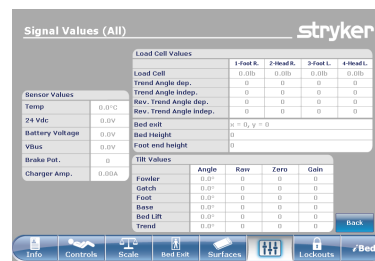 Signal Values (All)
stryker
Load Cell Values
1-Foot R. 2-Head R. 3-Foot L. 4-Head L.
Load Cell 0.0lb 0.0lb 0.0lb 0.0lb
Trend Angle dep. 0 0 0 0
Trend Angle indep. 0 0 0 0
Rev. Trend Angle dep. 0 0 0 0
Rev. Trend Angle indep. 0 0 0 0
Bed exit x = 0, y = 0
Bed Height 0
Foot end height 0
Sensor Values
Temp 0.0°C
24 Vdc 0.0V
Battery Voltage 0.0V
VBus 0.0V
Brake Pot. 0
Charger Amp. 0.00A
Tilt Values
Angle Raw Zero Gain
Fowler 0.0° 0 0 0
Gatch 0.0° 0 0 0
Foot 0.0° 0 0 0
Base 0.0° 0 0 0
Bed Lift 0.0° 0 0 0
Trend 0.0° 0 0 0
Back
Info Controls Scale Bed Exit Surfaces Lockouts iBed